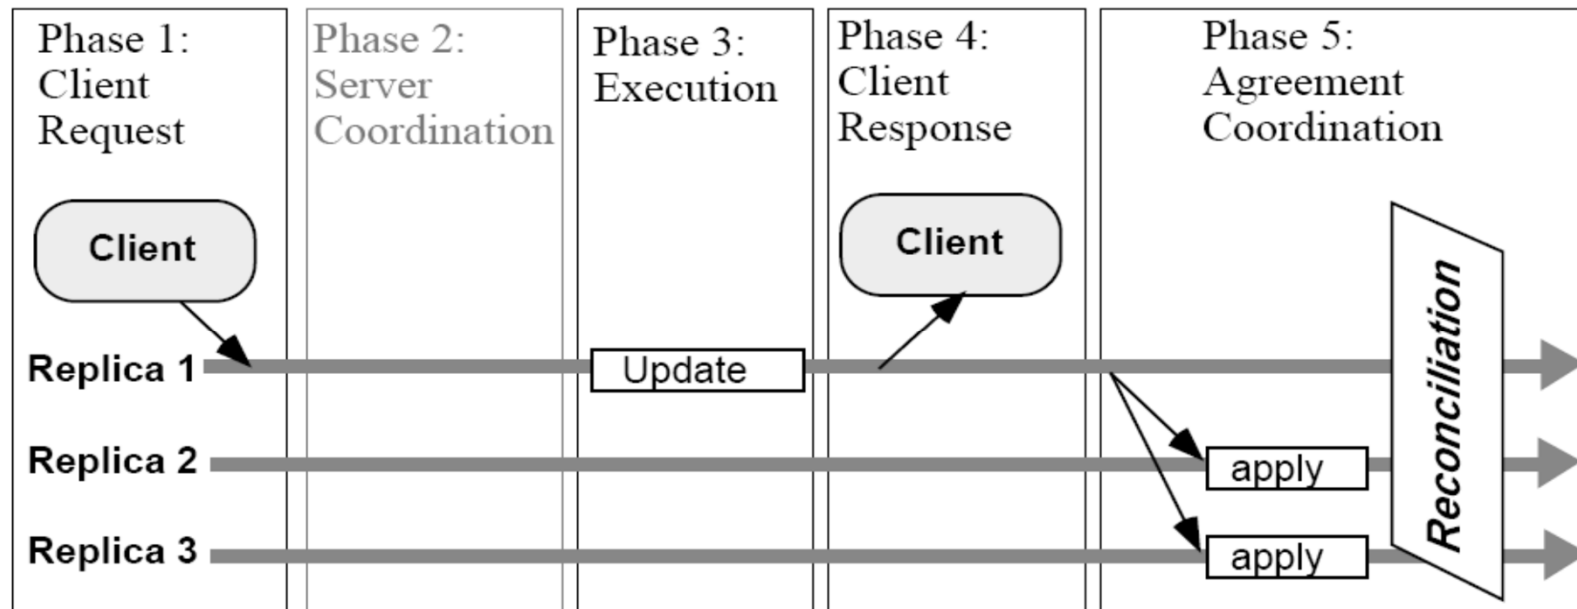 Phase 1:
Client
Request
Phase 2:
Server
Coordination
Phase 3:
Execution
Phase 4:
Client
Response
Phase 5:
Agreement
Coordination
Client
Client
Replica 1
Update
Replica 2
apply
Replica 3
apply
Reconciliation